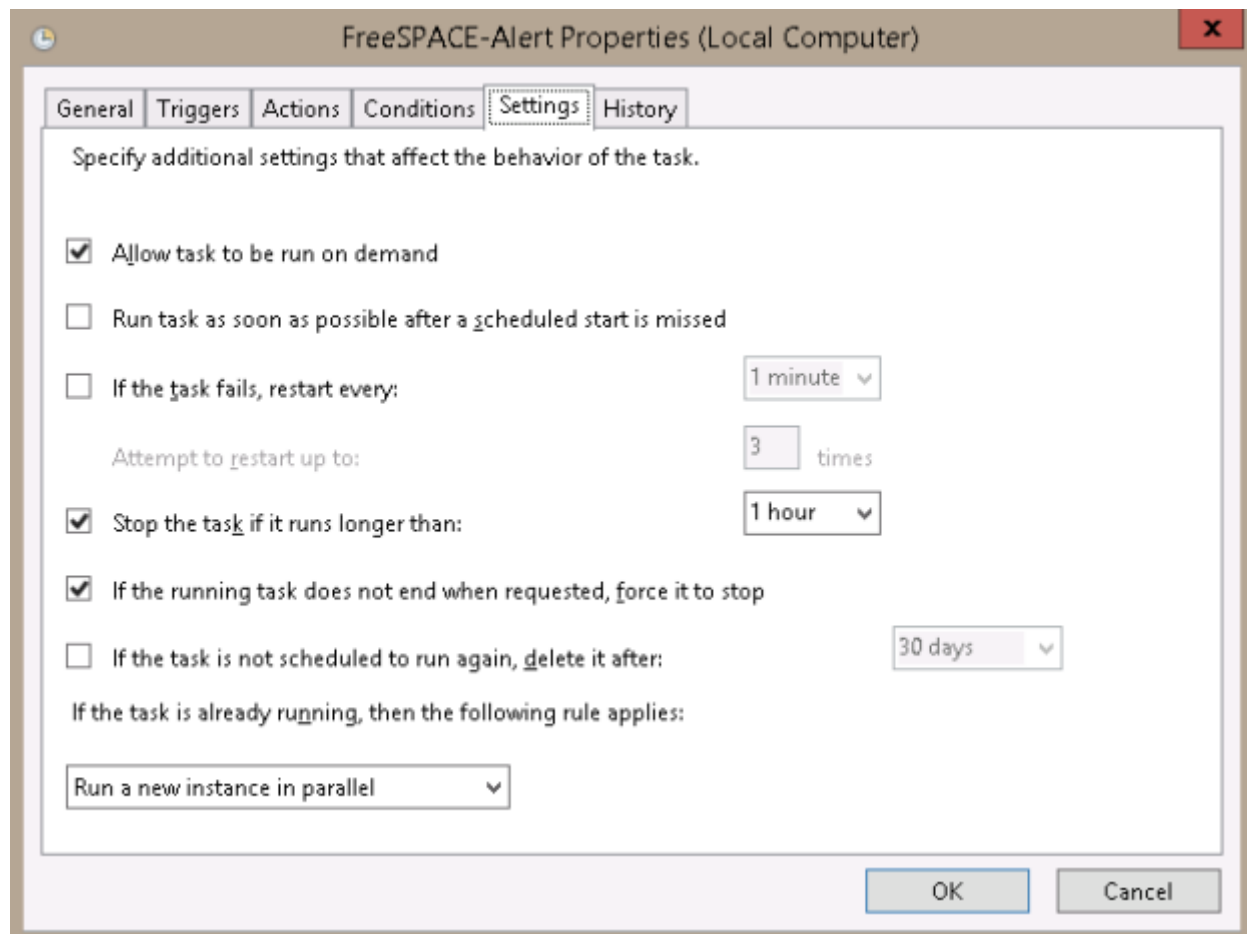 FreeSPACE-Alert Properties (Local Computer)
x
General Triggers Actions Conditions Settings History
Specify additional settings that affect the behavior of the task.
Allow task to be run on demand
Run task as soon as possible after a scheduled start is missed
If the task fails, restart every: 1 minute
Attempt to restart up to: 3 times
Stop the task if it runs longer than: 1 hour
If the running task does not end when requested, force it to stop
If the task is not scheduled to run again, delete it after: 30 days
If the task is already running, then the following rule applies:
Run a new instance in parallel
OK Cancel